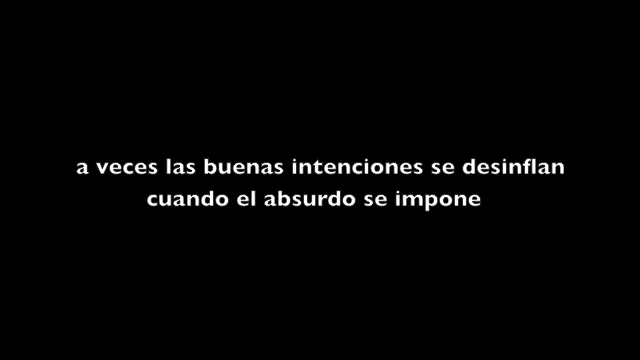 a veces las buenas intenciones se desinflan
cuando el absurdo se impone